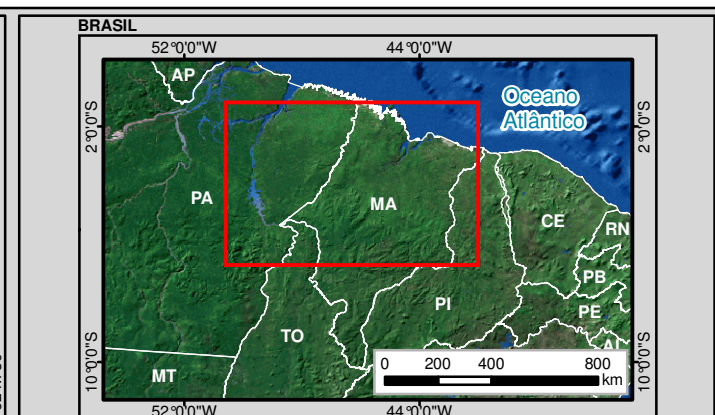 BRASIL
52°0'0"W
44°0'0"W
AP
Oceano
Atlântico
2°0'0"S
2°0'0"S
PA
MA
CE
RN
PB
PI
PE
TO
AL
0 200 400 800
km
MT
10°0'0"S
10°0'0"S
52°0'0"W
44°0'0"W